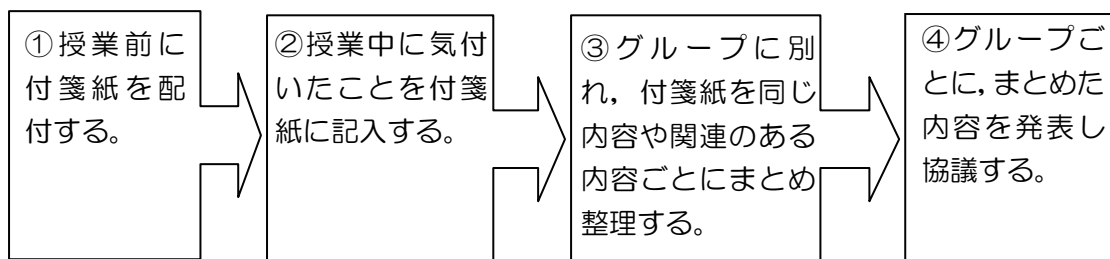 ①授業前に
付箋紙を配
付する。
②授業中に気付
いたことを付箋
紙に記入する。
③グループに別
れ，付箋紙を同じ
内容や関連のある
内容ごとにまとめ
整理する。
④グループご
とに，まとめた
内容を発表し
協議する。